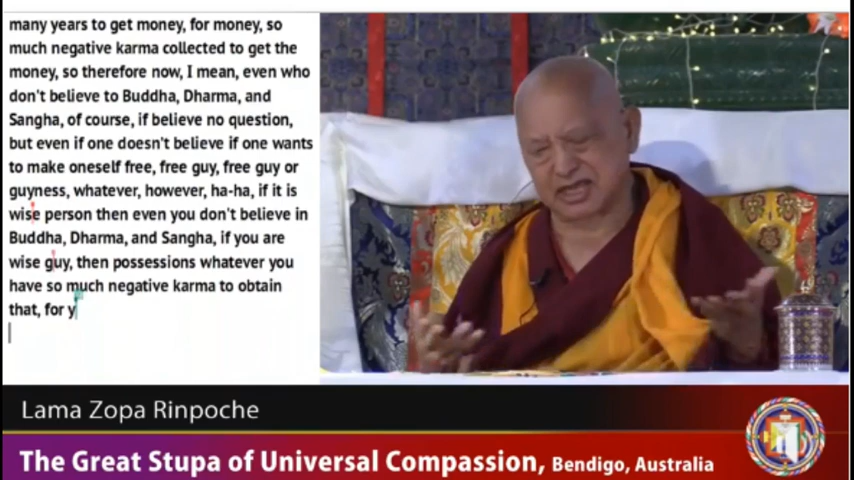 many years to get money, for money, so
much negative karma collected to get the
money, so therefore now, I mean, even who
don't believe to Buddha, Dharma, and
Sangha, of course, if believe no question,
but even if one doesn't believe if one wants
to make oneself free, free guy, free guy or
guyness, whatever, however, ha-ha, if it is
wise person then even you don't believe in
Buddha, Dharma, and Sangha, if you are
wise guy, then possessions whatever you
have so much negative karma to obtain
that, for y
Lama Zopa Rinpoche
The Great Stupa of Universal Compassion, Bendigo, Australia